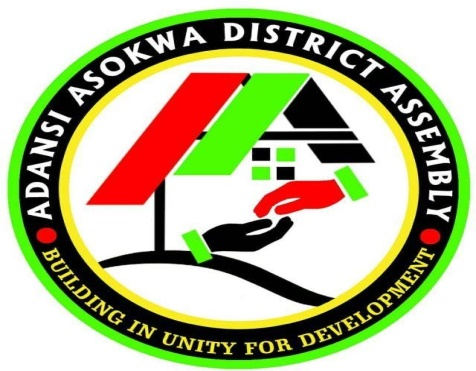 ADANSI ASOKWA DISTRICT ASSEMBLY
BUILDING IN UNITY FOR DEVELOPMENT